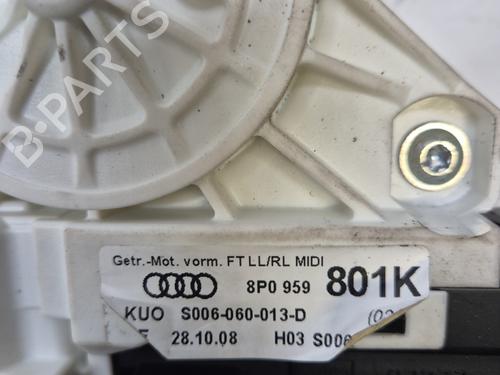 B-PARTS
Getr.-Mot. vorm. FT LL/RL MIDI
8P0 959 801K
KUO S006-060-013-D
28.10.08 H03 S006